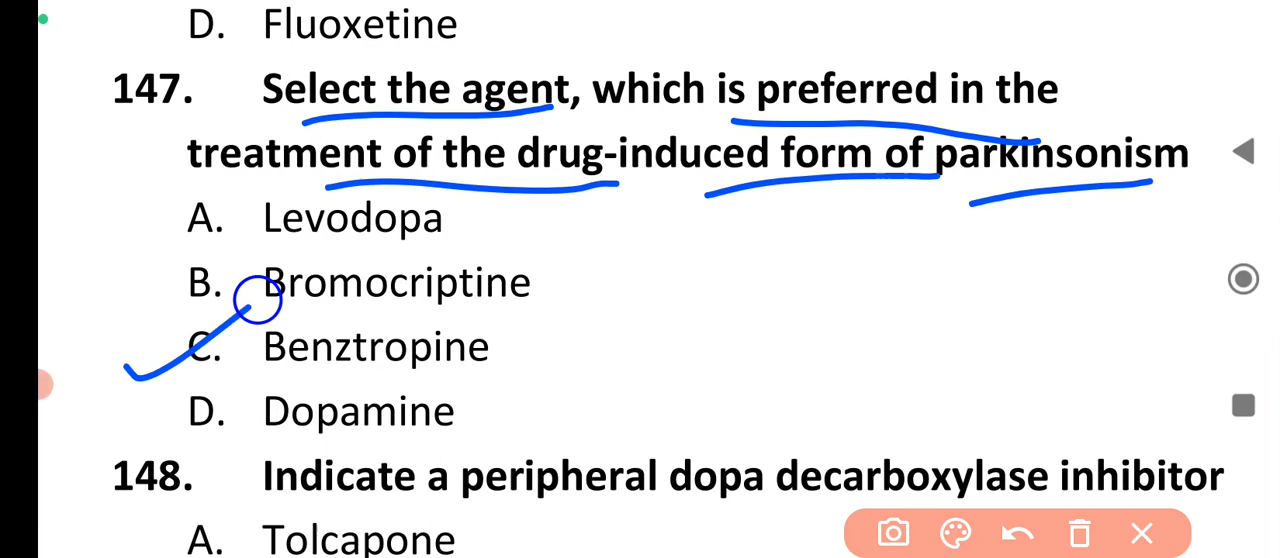 D. Fluoxetine
147. Select the agent, which is preferred in the
treatment of the drug-induced form of parkinsonism
A. Levodopa
B. Bromocriptine
C. Benztropine
D. Dopamine
148. Indicate a peripheral dopa decarboxylase inhibitor
A. Tolcapone